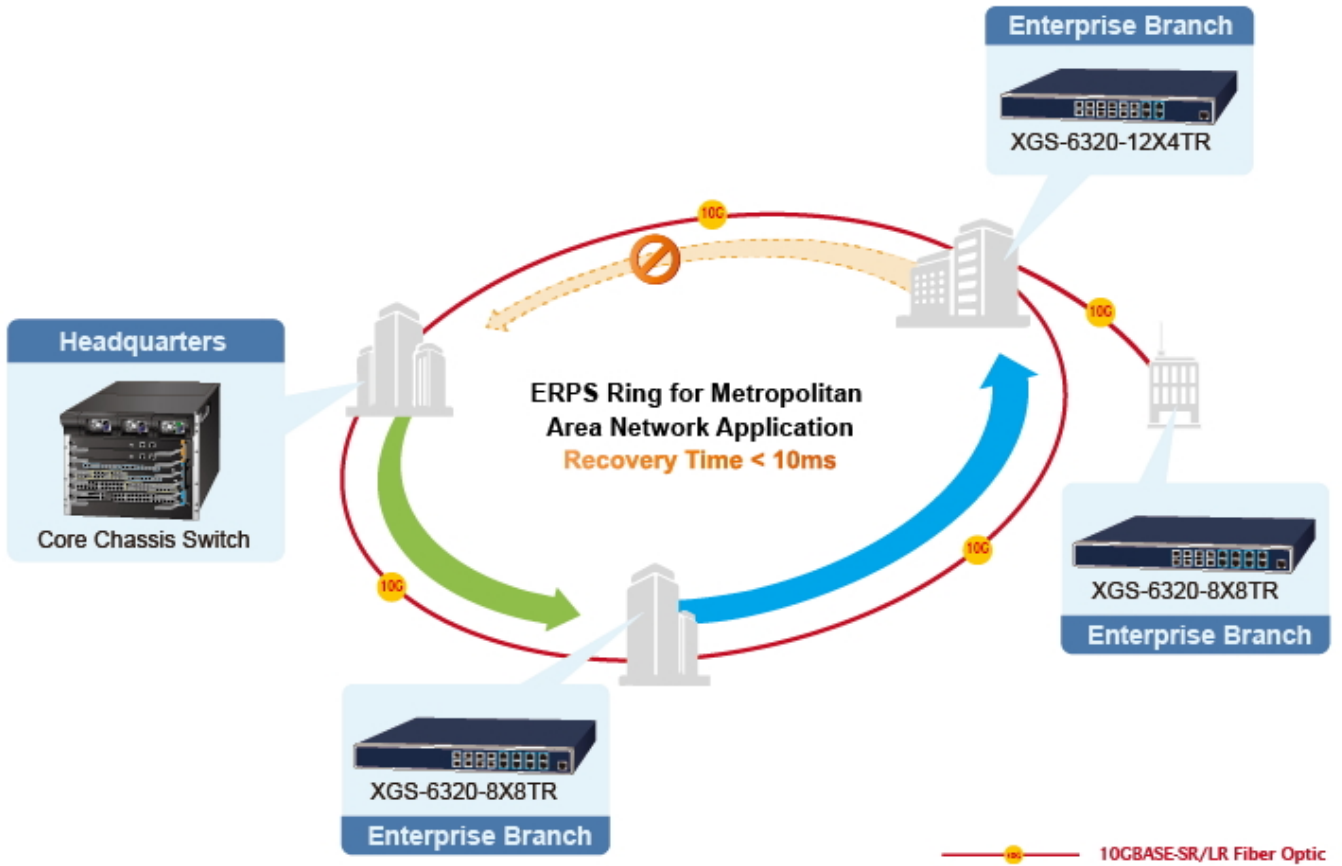 Enterprise Branch
XGS-6320-12X4TR
10G
10G
Headquarters
Core Chassis Switch
ERPS Ring for Metropolitan
Area Network Application
Recovery Time < 10ms
10G
10G
XGS-6320-8X8TR
Enterprise Branch
XGS-6320-8X8TR
Enterprise Branch
10G
10GBASE-SR/LR Fiber Optic